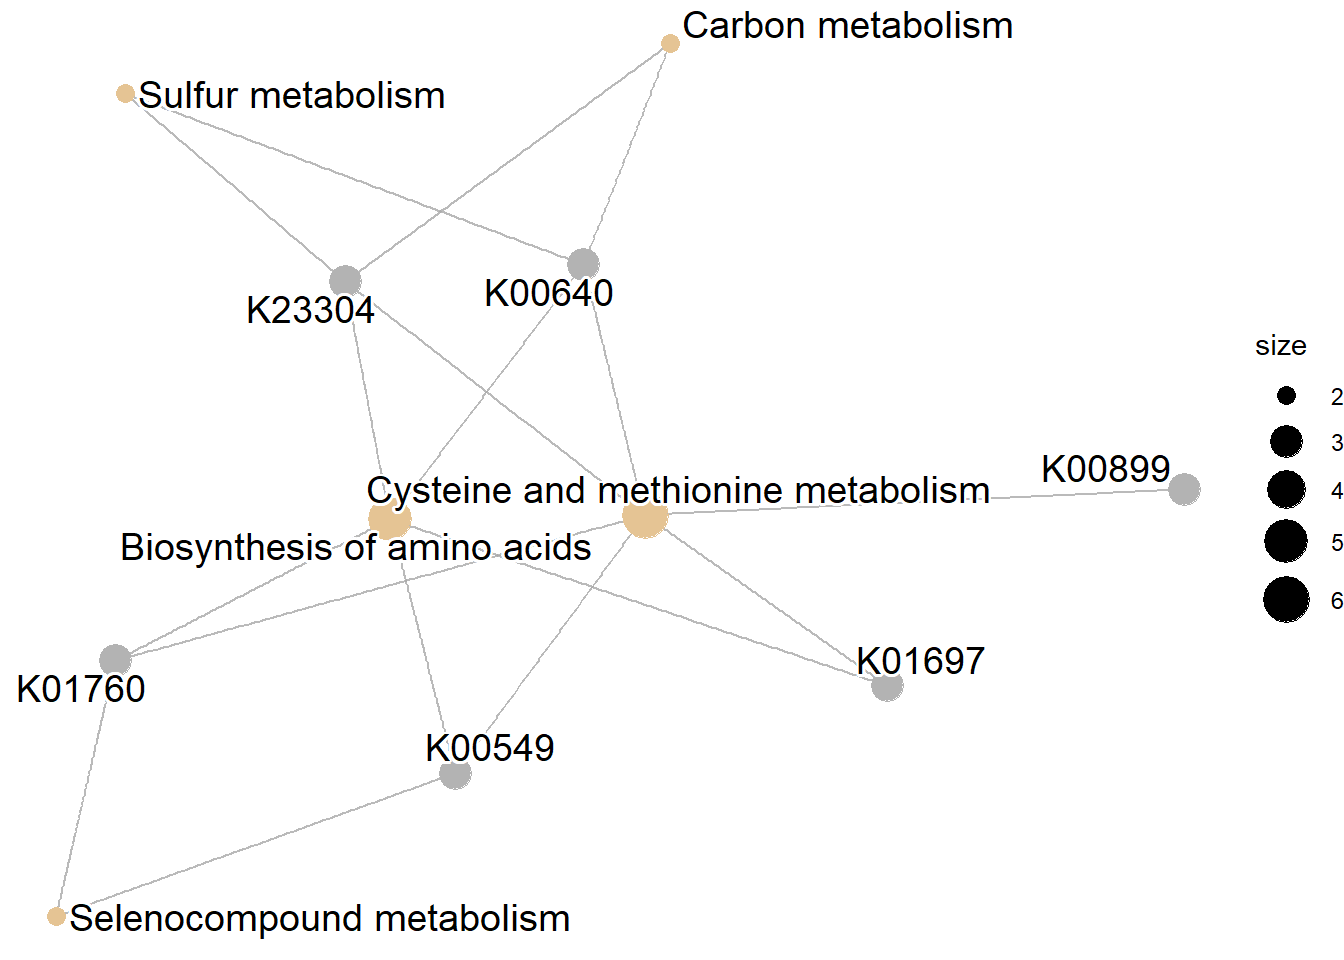 Carbon metabolism
Sulfur metabolism
K23304
K00640
size
2
3
4
5
6
K00899
Cysteine and methionine metabolism
Biosynthesis of amino acids
K01697
K01760
K00549
Selenocompound metabolism